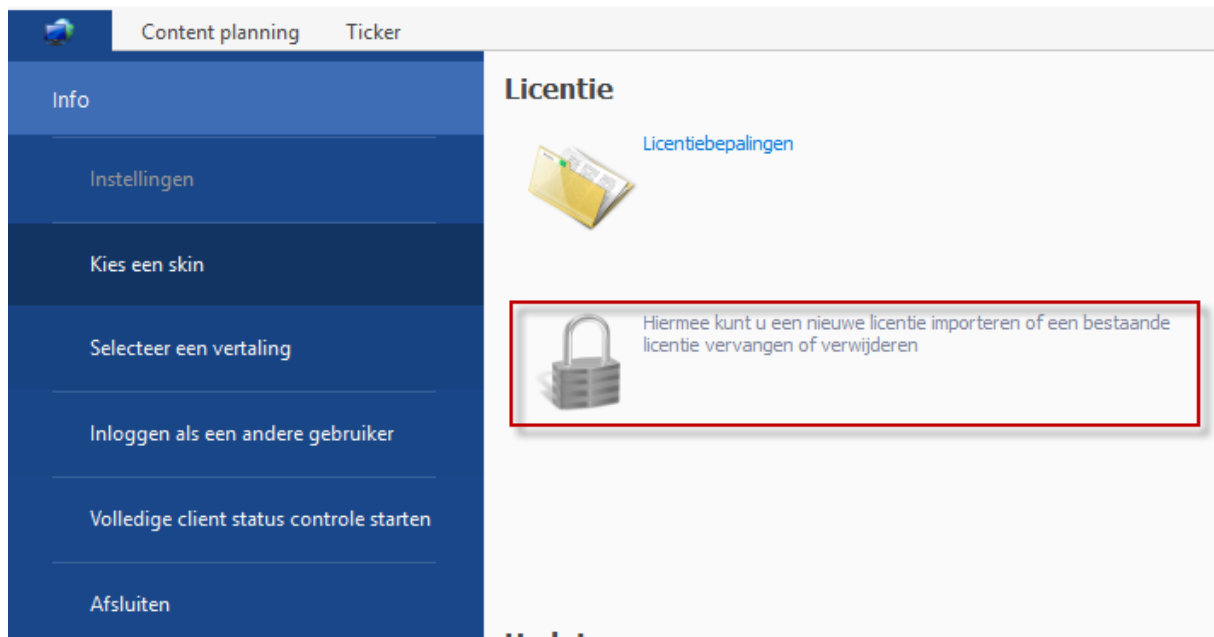 Content planning
Ticker
Info
Instellingen
Kies een skin
Selecteer een vertaling
Inloggen als een andere gebruiker
Volledige client status controle starten
Afsluiten
Licentie
Licentiebepalingen
Hiermee kunt u een nieuwe licentie importeren of een bestaande
licentie vervangen of verwijderen